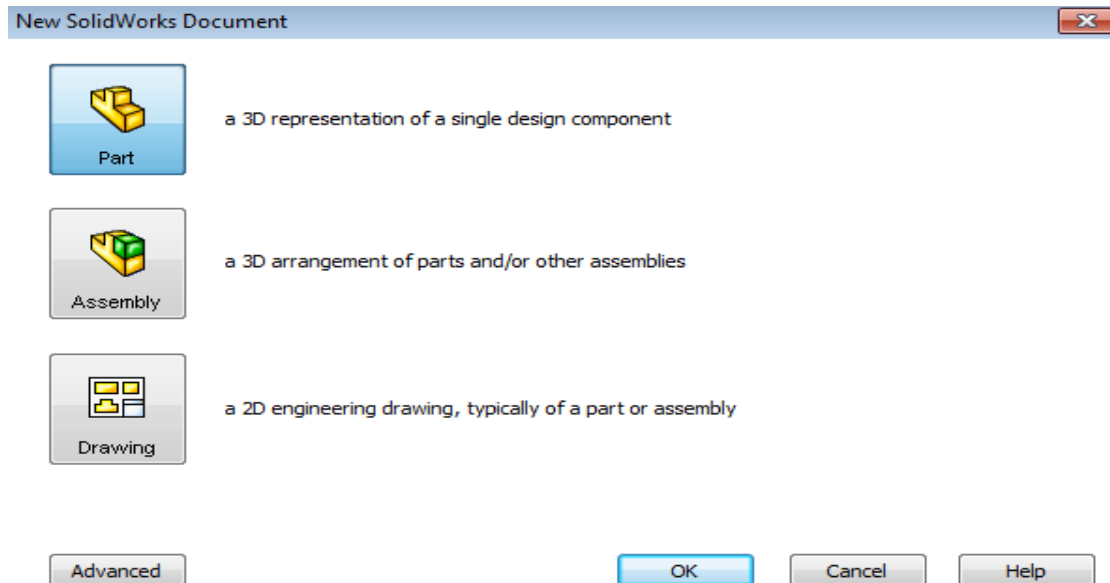 New SolidWorks Document
Part
a 3D representation of a single design component
Assembly
a 3D arrangement of parts and/or other assemblies
Drawing
a 2D engineering drawing, typically of a part or assembly
Advanced
OK
Cancel
Help